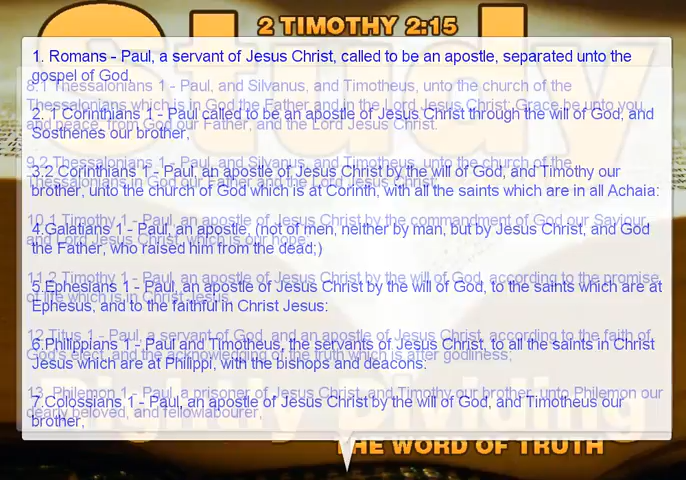 Study
2 TIMOTHY 2:15
1. Romans - Paul, a servant of Jesus Christ, called to be an apostle, separated unto the
gospel of God,
8.1 Thessalonians 1 - Paul, and Silvanus, and Timotheus, unto the church of the
Thessalonians which is in God the Father and in the Lord Jesus Christ: Grace be unto you,
and peace, from God our Father, and the Lord Jesus Christ.
2. 1 Corinthians 1 - Paul called to be an apostle of Jesus Christ through the will of God, and
Sosthenes our brother,
9.2 Thessalonians 1 - Paul, and Silvanus, and Timotheus, unto the church of the
Thessalonians in God our Father and the Lord Jesus Christ:
3.2 Corinthians 1 - Paul, an apostle of Jesus Christ by the will of God, and Timothy our
brother, unto the church of God which is at Corinth, with all the saints which are in all Achaia:
10.1 Timothy 1 - Paul, an apostle of Jesus Christ by the commandment of God our Saviour,
and Lord Jesus Christ, which is our hope;
4.Galatians 1 - Paul, an apostle, (not of men, neither by man, but by Jesus Christ, and God
the Father, who raised him from the dead;)
11.2 Timothy 1 - Paul, an apostle of Jesus Christ by the will of God, according to the promise
of life which is in Christ Jesus,
5.Ephesians 1 - Paul, an apostle of Jesus Christ by the will of God, to the saints which are at
Ephesus, and to the faithful in Christ Jesus:
12.Titus 1 - Paul, a servant of God, and an apostle of Jesus Christ, according to the faith of
God's elect, and the acknowledging of the truth which is after godliness;
6.Philippians 1 - Paul and Timotheus, the servants of Jesus Christ, to all the saints in Christ
Jesus which are at Philippi, with the bishops and deacons:
13. Philemon 1 - Paul, a prisoner of Jesus Christ, and Timothy our brother, unto Philemon our
dearly beloved, and fellowlabourer,
7.Colossians 1 - Paul, an apostle of Jesus Christ by the will of God, and Timotheus our
brother,
Rightly Dividing
THE WORD OF TRUTH